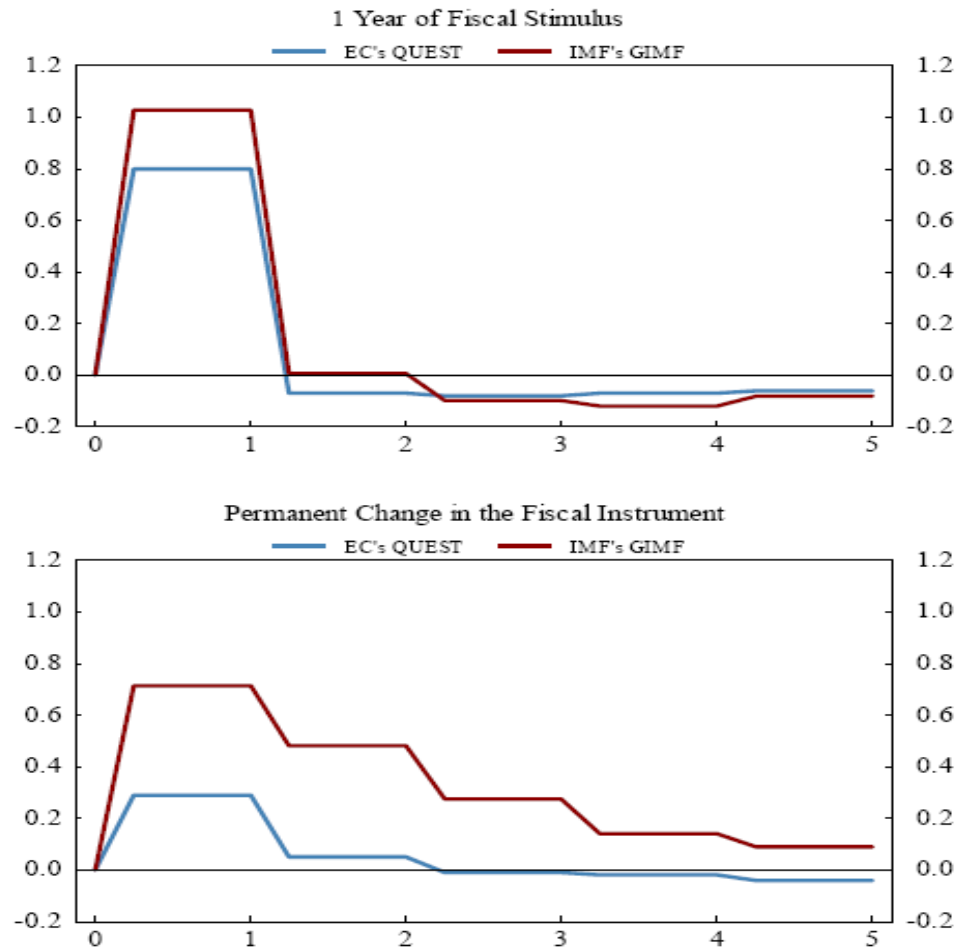 1 Year of Fiscal Stimulus
EC's QUEST IMF's GIMF
1.2 1.2
1.0 1.0
0.8 0.8
0.6 0.6
0.4 0.4
0.2 0.2
0.0 0.0
-0.2 -0.2
0 1 2 3 4 5
Permanent Change in the Fiscal Instrument
EC's QUEST IMF's GIMF
1.2 1.2
1.0 1.0
0.8 0.8
0.6 0.6
0.4 0.4
0.2 0.2
0.0 0.0
-0.2 -0.2
0 1 2 3 4 5